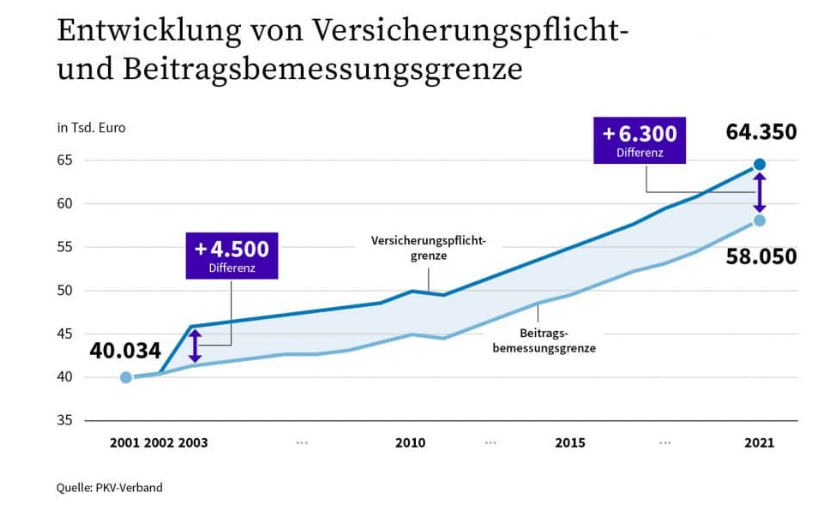 Entwicklung von Versicherungspflicht-
und Beitragsbemessungsgrenze
in Tsd. Euro
65
60
55
50
45
40
35
+ 6.300
Differenz
64.350
+ 4.500
Differenz
Versicherungspflicht-
grenze
58.050
Beitrags-
bemessungsgrenze
40.034
2001 2002 2003 ... 2010 ... 2015 ... 2021
Quelle: PKV-Verband